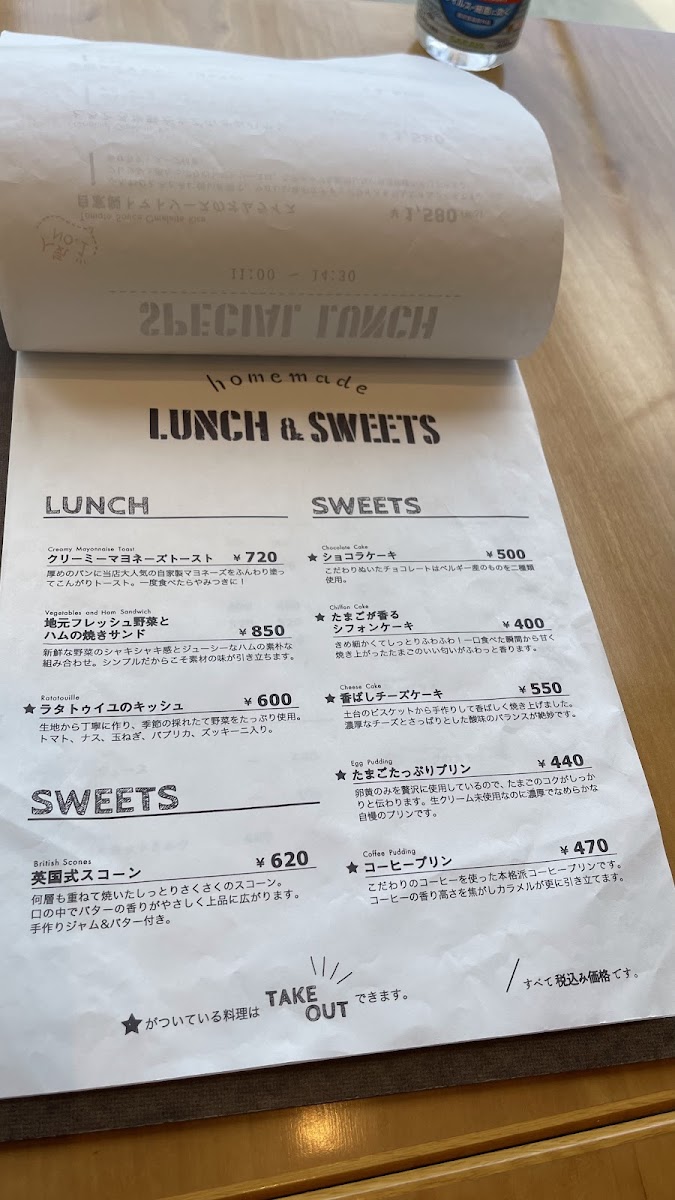 自家製トマトソースのオムライス
¥1,580
11:00 ~ 14:30
SPECIAL LUNCH
homemade
LUNCH & SWEETS
LUNCH
Creamy Mayonnaise Toast
クリーミーマヨネーズトースト ¥720
厚めのパンに当店大人気の自家製マヨネーズをふんわり塗っ
てこんがりトースト。一度食べたらやみつきに！
Vegetables and Ham Sandwich
地元フレッシュ野菜と
ハムの焼きサンド ¥850
新鮮な野菜のシャキシャキ感とジューシーなハムの素朴な
組み合わせ。シンプルだからこそ素材の味が引き立ちます。
Ratatouille
★ラタトゥイユのキッシュ ¥600
生地から丁寧に作り、季節の採れたて野菜をたっぷり使用。
トマト、ナス、玉ねぎ、パプリカ、ズッキーニ入り。
SWEETS
British Scones
英国式スコーン ¥620
何層も重ねて焼いたしっとりさくさくのスコーン。
口の中でバターの香りがやさしく上品に広がります。
手作りジャム&バター付き。
SWEETS
Chocolate Cake
★ショコラケーキ ¥500
こだわりぬいたチョコレートはベルギー産のものを二種類
使用。
Chiffon Cake
★たまごが香る
シフォンケーキ ¥400
きめ細かくてしっとりふわふわ！一口食べた瞬間から甘く
焼き上がったたまごのいい匂いがふわっと香ります。
Cheese Cake
★香ばしチーズケーキ ¥550
土台のビスケットから手作りして香ばしく焼き上げました。
濃厚なチーズとさっぱりとした酸味のバランスが絶妙です。
Egg Pudding
★たまごたっぷりプリン ¥440
卵黄のみを贅沢に使用しているので、たまごのコクがしっか
りと伝わります。生クリーム未使用なのに濃厚でなめらかな
自慢のプリンです。
Coffee Pudding
★コーヒープリン ¥470
こだわりのコーヒーを使った本格派コーヒープリンです。
コーヒーの香り高さを焦がしカラメルが更に引き立てます。
★がついている料理は TAKE OUT できます。
すべて税込み価格です。